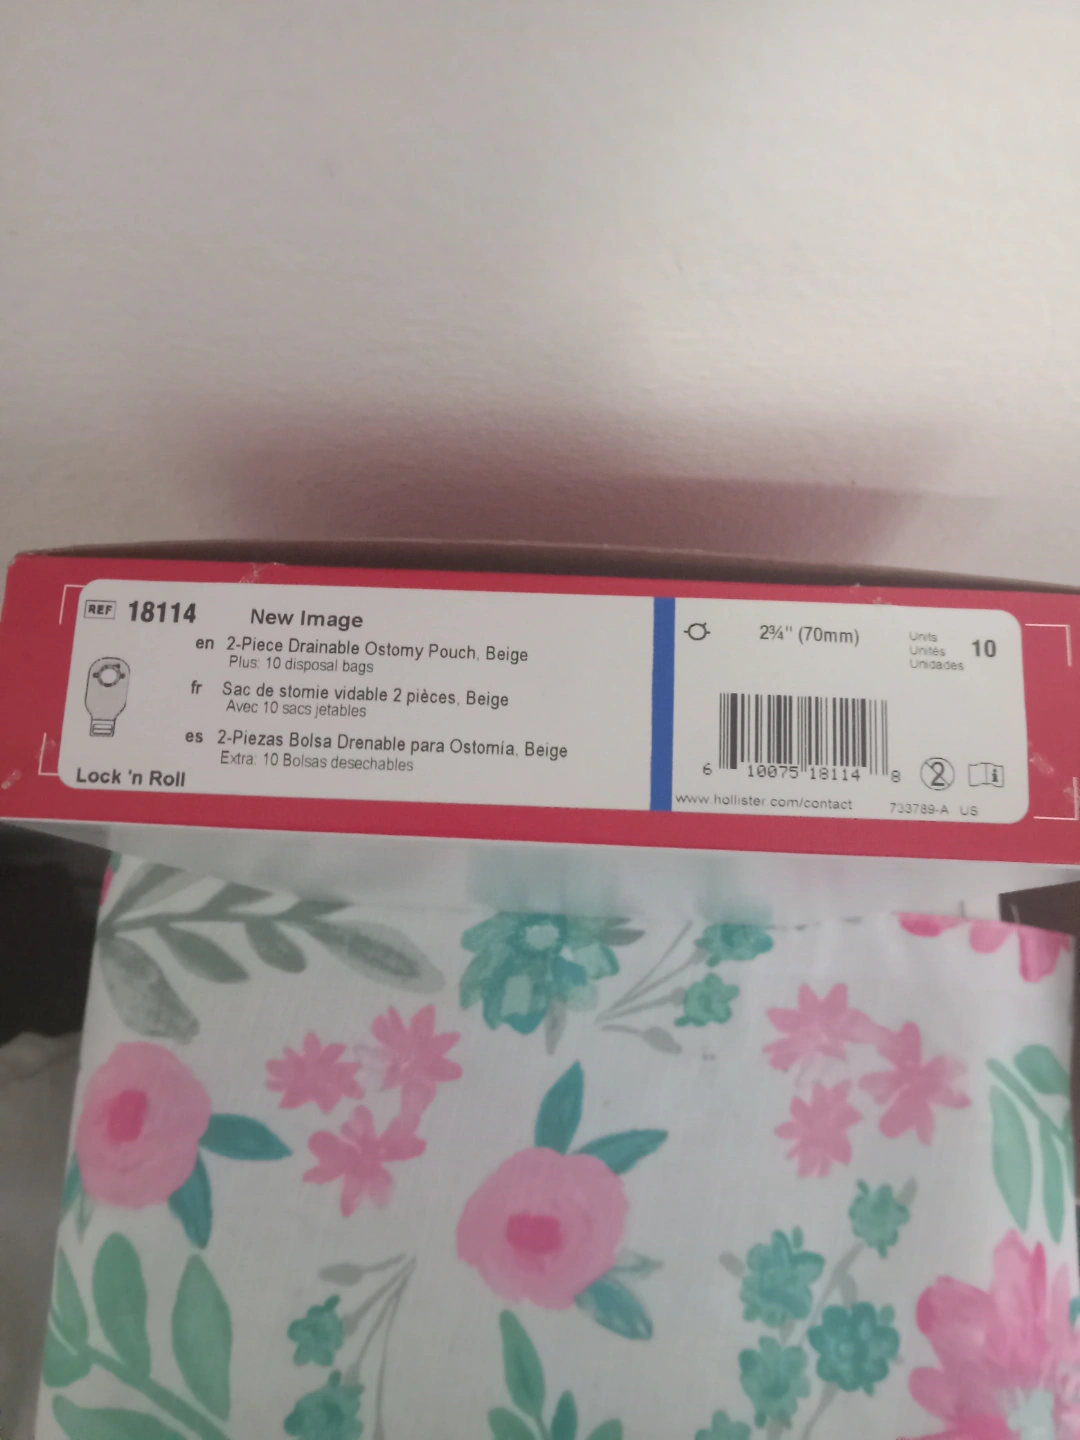 REF 18114 New Image
en 2-Piece Drainable Ostomy Pouch, Beige
Plus: 10 disposal bags
fr Sac de stomie vidable 2 pièces, Beige
Avec 10 sacs jetables
es 2-Piezas Bolsa Drenable para Ostomía, Beige
Extra: 10 Bolsas desechables
Lock 'n Roll
2¾" (70mm)
Units
Unités
Unidades
10
6 10075 18114 8
2
i
www.hollister.com/contact 733789-A US